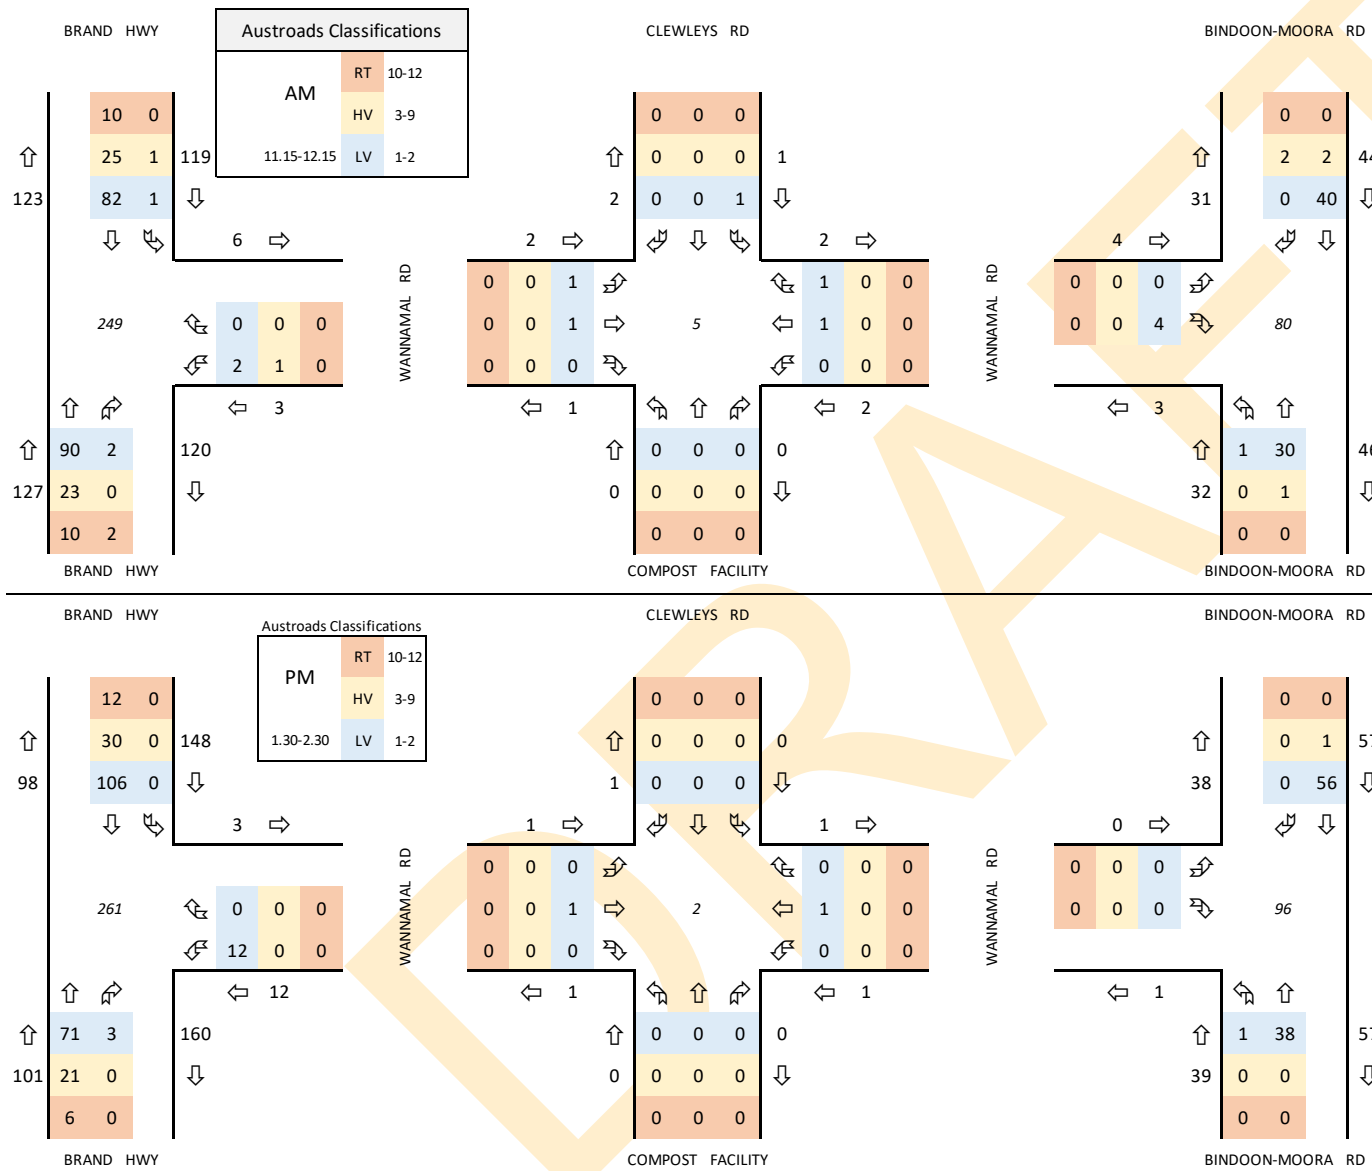 BRAND HWY
Austroads Classifications
CLEWLEYS RD
BINDOON-MOORA RD
AM
RT 10-12
HV 3-9
11.15-12.15 LV 1-2
10 0
0 0 0
0 0
25 1 119
0 0 0 1
2 2
123 82 1
2 0 0 1
31 0 40
6
2
2
4
WANNAMAL RD
WANNAMAL RD
0 0 1
1 0 0
0 0 0
249
0 0 0
0 0 1
5
1 0 0
0 0 4
80
2 1 0
0 0 0
0 0 0
3
1
2
3
90 2 120
0 0 0 0
1 30
127 23 0
0 0 0 0
32 0 1
10 2
0 0 0
0 0
BRAND HWY
COMPOST FACILITY
BINDOON-MOORA RD
BRAND HWY
Austroads Classifications
CLEWLEYS RD
BINDOON-MOORA RD
PM
RT 10-12
HV 3-9
1.30-2.30 LV 1-2
12 0
0 0 0
0 0
30 0 148
0 0 0 0
0 1
98 106 0
1 0 0 0
38 0 56
3
1
1
0
WANNAMAL RD
WANNAMAL RD
0 0 0
0 0 0
0 0 0
261
0 0 0
0 0 1
2
1 0 0
0 0 0
96
12 0 0
0 0 0
0 0 0
12
1
1
1
71 3 160
0 0 0 0
1 38
101 21 0
0 0 0 0
39 0 0
6 0
0 0 0
0 0
BRAND HWY
COMPOST FACILITY
BINDOON-MOORA RD
DRAFT